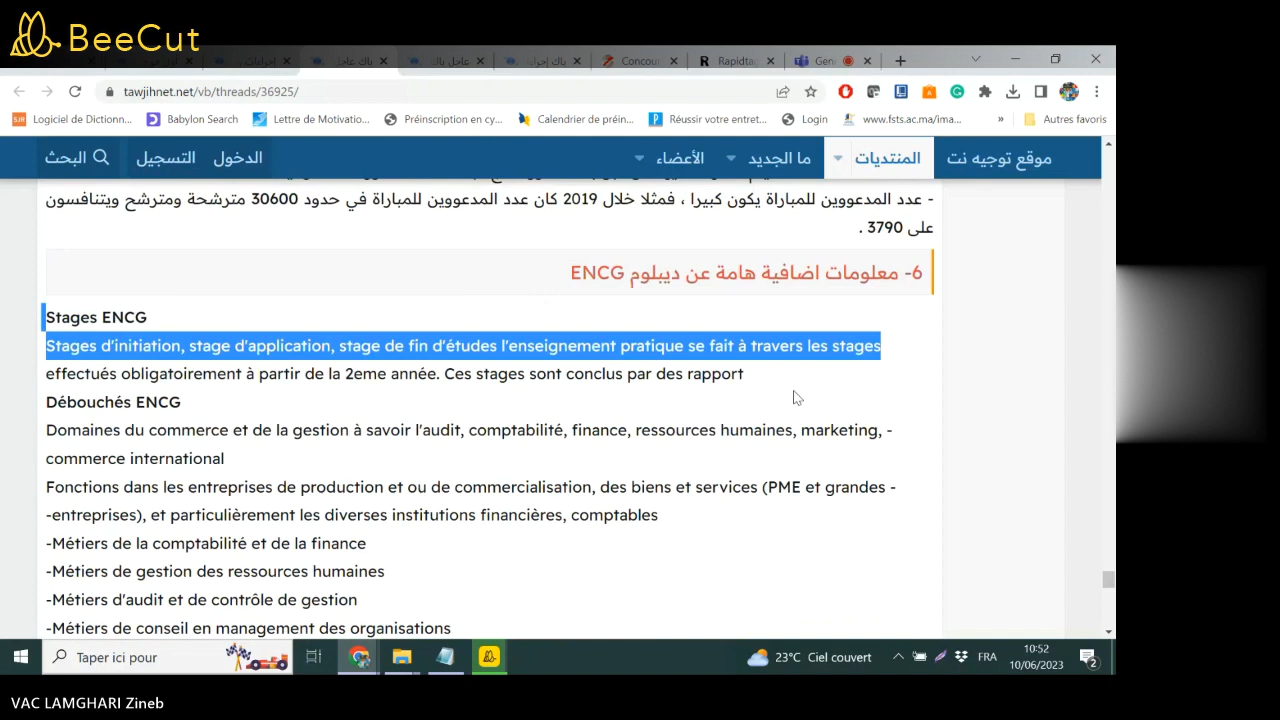 BeeCut
Concou
Rapidta
Gen
tawjihnet.net/vb/threads/36925/
Logiciel de Dictionn...
Babylon Search
Lettre de Motivatio...
Préinscription en cy...
Calendrier de préin...
Réussir votre entret...
Login
www.fsts.ac.ma/ima...
»
Autres favoris
موقع توجيه نت
المنتديات
ما الجديد
الأعضاء
الدخول
التسجيل
البحث
- عدد المدعووين للمباراة يكون كبيرا ، فمثلا خلال 2019 كان عدد المدعووين للمباراة في حدود 30600 مترشحة ومترشح ويتنافسون
على 3790 .
6- معلومات اضافية هامة عن ديبلوم ENCG
Stages ENCG
Stages d'initiation, stage d'application, stage de fin d'études l'enseignement pratique se fait à travers les stages
effectués obligatoirement à partir de la 2eme année. Ces stages sont conclus par des rapport
Débouchés ENCG
Domaines du commerce et de la gestion à savoir l'audit, comptabilité, finance, ressources humaines, marketing, -
commerce international
Fonctions dans les entreprises de production et ou de commercialisation, des biens et services (PME et grandes -
-entreprises), et particulièrement les diverses institutions financières, comptables
-Métiers de la comptabilité et de la finance
-Métiers de gestion des ressources humaines
-Métiers d'audit et de contrôle de gestion
-Métiers de conseil en management des organisations
Taper ici pour
23°C Ciel couvert
FRA
10:52
10/06/2023
2
VAC LAMGHARI Zineb